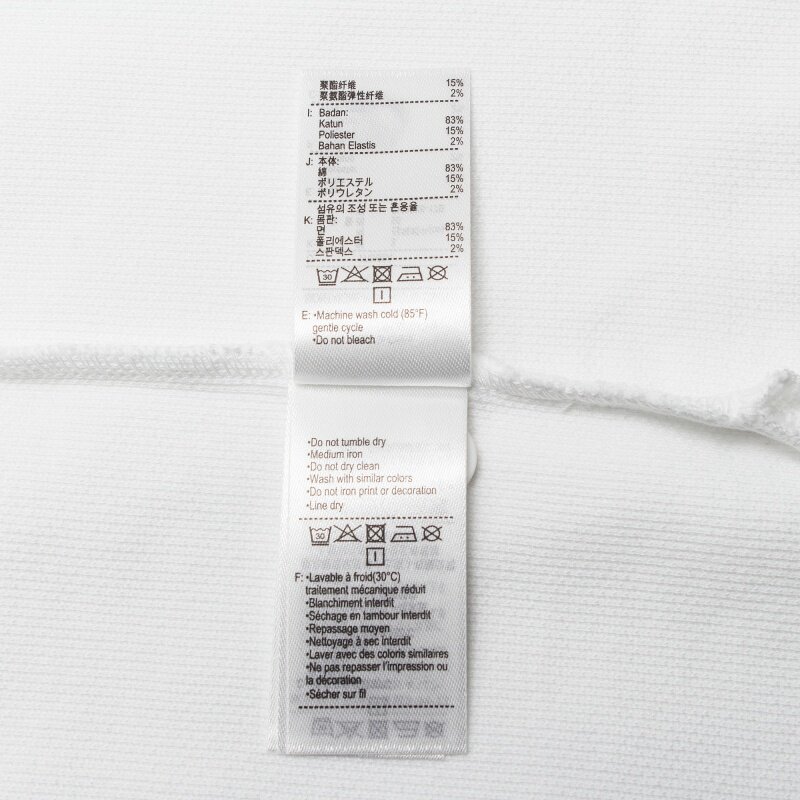 聚酯纤维 15%
聚氨酯弹性纤维 2%
I: Badan:
Katun 83%
Poliester 15%
Bahan Elastis 2%
J: 本体:
綿 83%
ポリエステル 15%
ポリウレタン 2%
섬유의 조성 또는 혼용율
K: 몸판:
면 83%
폴리에스터 15%
스판덱스 2%
30
E: •Machine wash cold (85°F)
gentle cycle
•Do not bleach
•Do not tumble dry
•Medium iron
•Do not dry clean
•Wash with similar colors
•Do not iron print or decoration
•Line dry
30
F: •Lavable à froid(30°C)
traitement mécanique réduit
•Blanchiment interdit
•Séchage en tambour interdit
•Repassage moyen
•Nettoyage à sec interdit
•Laver avec des coloris similaires
•Ne pas repasser l'impression ou
la décoration
•Sécher sur fil